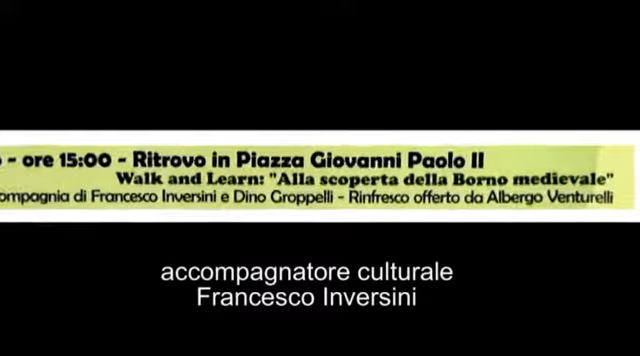 - ore 15:00 - Ritrovo in Piazza Giovanni Paolo II
Walk and Learn: "Alla scoperta della Borno medievale"
ompagnia di Francesco Inversini e Dino Groppelli - Rinfresco offerto da Albergo Venturelli
accompagnatore culturale
Francesco Inversini